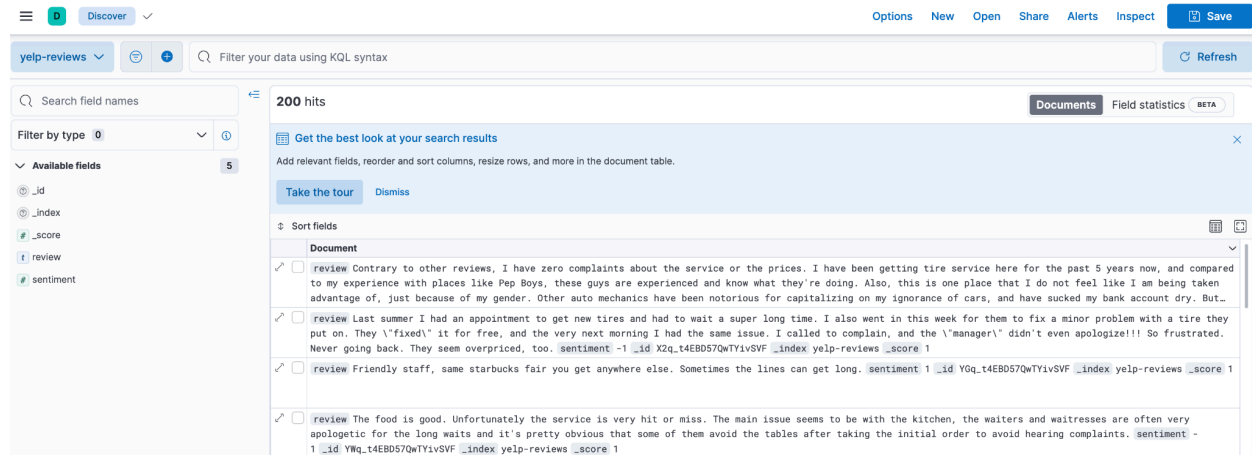 D Discover Options New Open Share Alerts Inspect Save
yelp-reviews Filter your data using KQL syntax Refresh
Search field names
200 hits Documents Field statistics BETA
Filter by type 0
Get the best look at your search results
Add relevant fields, reorder and sort columns, resize rows, and more in the document table.
Available fields 5
Take the tour Dismiss
_id
_index
_score
review
sentiment
Sort fields
Document
review Contrary to other reviews, I have zero complaints about the service or the prices. I have been getting tire service here for the past 5 years now, and compared
to my experience with places like Pep Boys, these guys are experienced and know what they're doing. Also, this is one place that I do not feel like I am being taken
advantage of, just because of my gender. Other auto mechanics have been notorious for capitalizing on my ignorance of cars, and have sucked my bank account dry. But…
review Last summer I had an appointment to get new tires and had to wait a super long time. I also went in this week for them to fix a minor problem with a tire they
put on. They \"fixed\" it for free, and the very next morning I had the same issue. I called to complain, and the \"manager\" didn't even apologize!!! So frustrated.
Never going back. They seem overpriced, too. sentiment -1 _id X2q_t4EBD57QwTYivSVF _index yelp-reviews _score 1
review Friendly staff, same starbucks fair you get anywhere else. Sometimes the lines can get long. sentiment 1 _id YGq_t4EBD57QwTYivSVF _index yelp-reviews _score 1
review The food is good. Unfortunately the service is very hit or miss. The main issue seems to be with the kitchen, the waiters and waitresses are often very
apologetic for the long waits and it's pretty obvious that some of them avoid the tables after taking the initial order to avoid hearing complaints. sentiment -
1 _id YWq_t4EBD57QwTYivSVF _index yelp-reviews _score 1